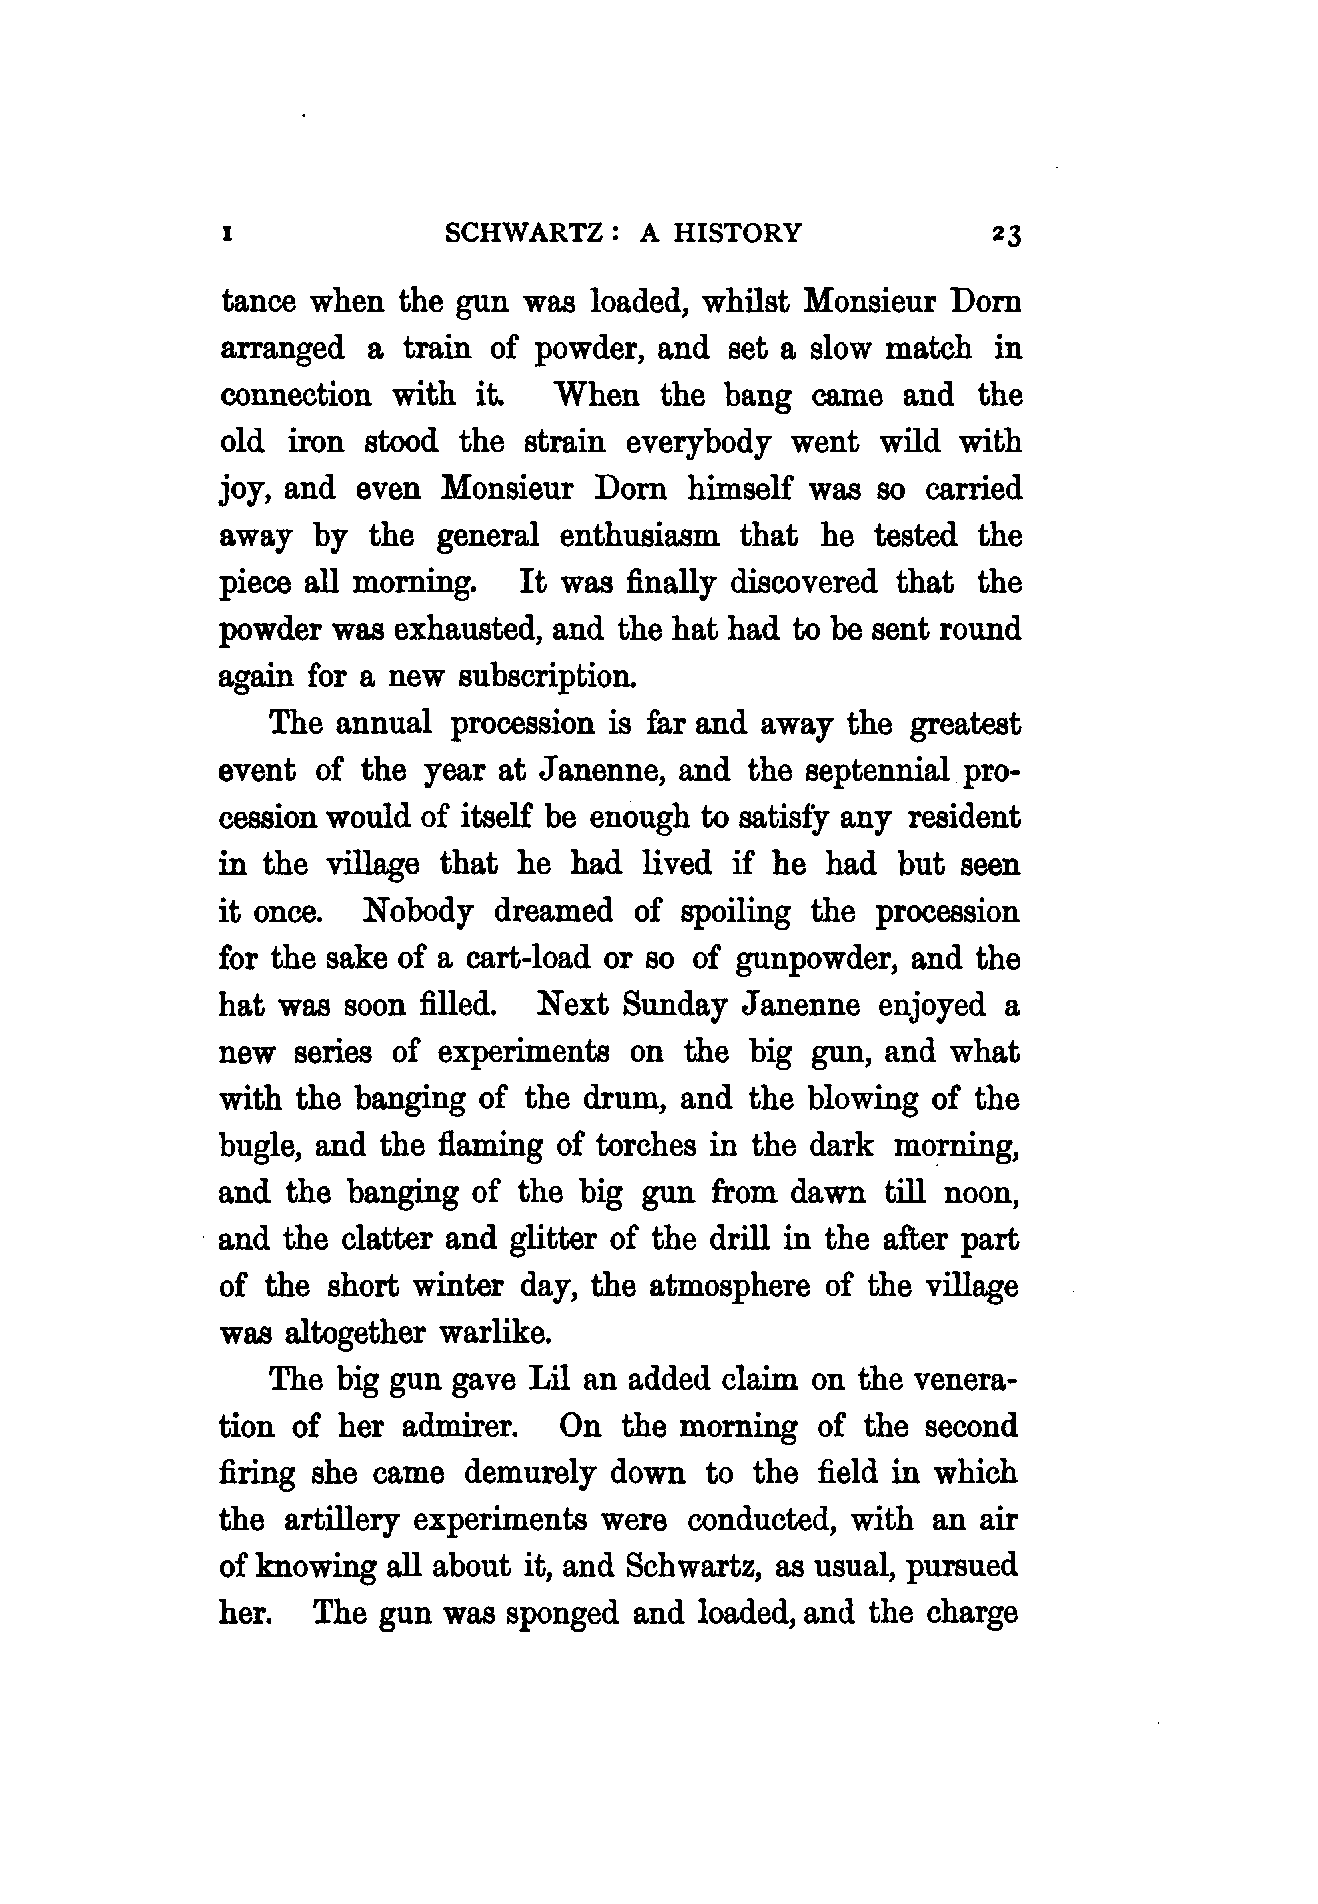 I SCHWARTZ: A HISTORY 23
tance when the gun was loaded, whilst Monsieur Dorn
arranged a train of powder, and set a slow match in
connection with it. When the bang came and the
old iron stood the strain everybody went wild with
joy, and even Monsieur Dorn himself was so carried
away by the general enthusiasm that he tested the
piece all morning. It was finally discovered that the
powder was exhausted, and the hat had to be sent round
again for a new subscription.
The annual procession is far and away the greatest
event of the year at Janenne, and the septennial pro-
cession would of itself be enough to satisfy any resident
in the village that he had lived if he had but seen
it once. Nobody dreamed of spoiling the procession
for the sake of a cart-load or so of gunpowder, and the
hat was soon filled. Next Sunday Janenne enjoyed a
new series of experiments on the big gun, and what
with the banging of the drum, and the blowing of the
bugle, and the flaming of torches in the dark morning,
and the banging of the big gun from dawn till noon,
and the clatter and glitter of the drill in the after part
of the short winter day, the atmosphere of the village
was altogether warlike.
The big gun gave Lil an added claim on the venera-
tion of her admirer. On the morning of the second
firing she came demurely down to the field in which
the artillery experiments were conducted, with an air
of knowing all about it, and Schwartz, as usual, pursued
her. The gun was sponged and loaded, and the charge